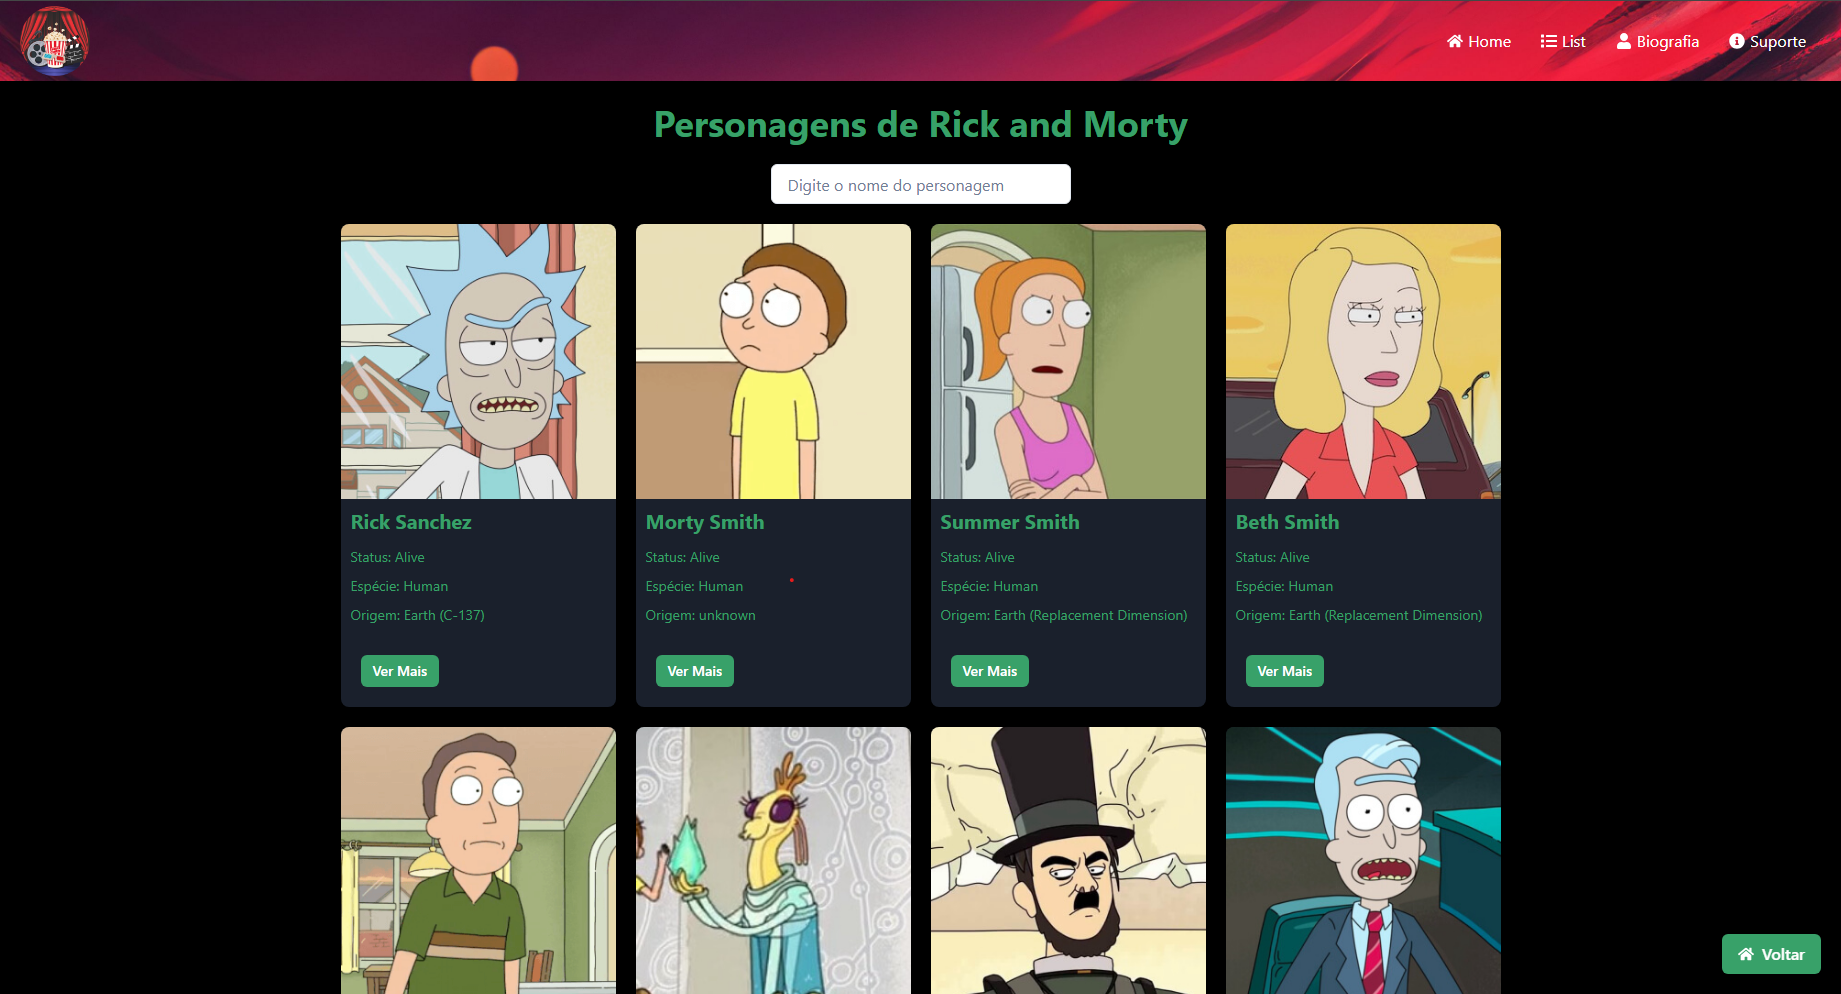 Home List Biografia Suporte
Personagens de Rick and Morty
Digite o nome do personagem
Rick Sanchez
Status: Alive
Espécie: Human
Origem: Earth (C-137)
Ver Mais
Morty Smith
Status: Alive
Espécie: Human
Origem: unknown
Ver Mais
Summer Smith
Status: Alive
Espécie: Human
Origem: Earth (Replacement Dimension)
Ver Mais
Beth Smith
Status: Alive
Espécie: Human
Origem: Earth (Replacement Dimension)
Ver Mais
Voltar